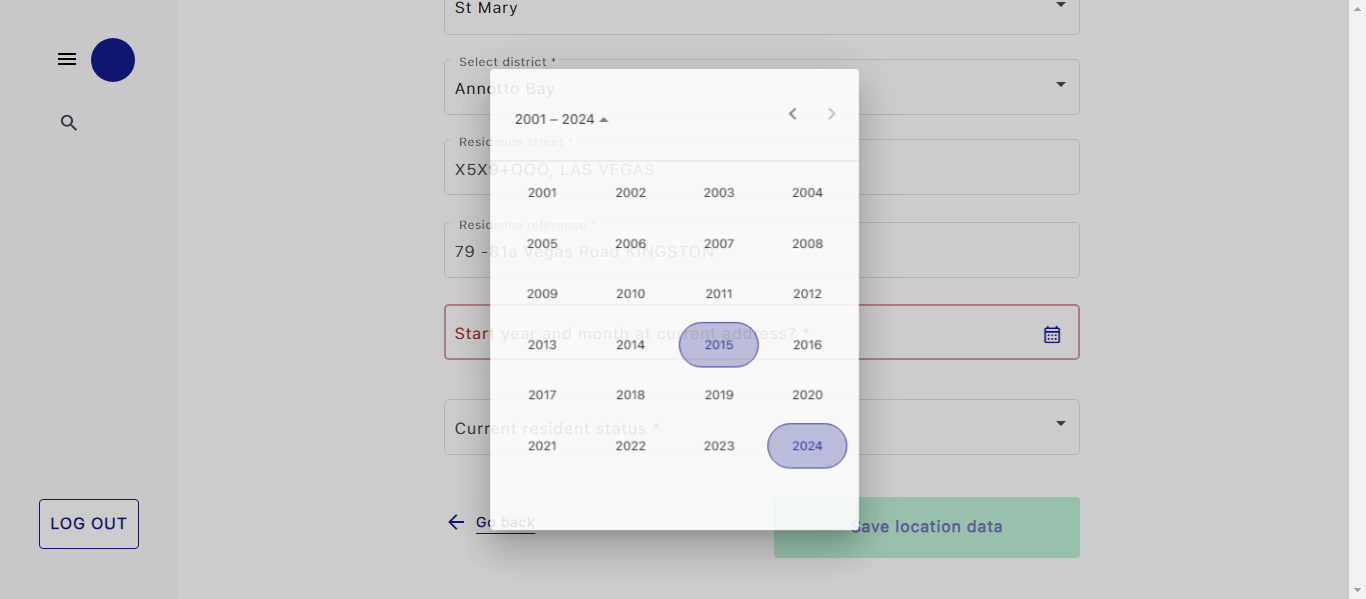 St Mary
Select district *
Annotto Bay
2001 – 2024
Residence street *
X5X9+QQQ, LAS VEGAS
2001 2002 2003 2004
Residence reference *
2005 2006 2007 2008
79 -81a Vegas Road KINGSTON
2009 2010 2011 2012
Start year and month at current address? *
2013 2014 2015 2016
2017 2018 2019 2020
Current resident status *
2021 2022 2023 2024
LOG OUT
Go back
Save location data